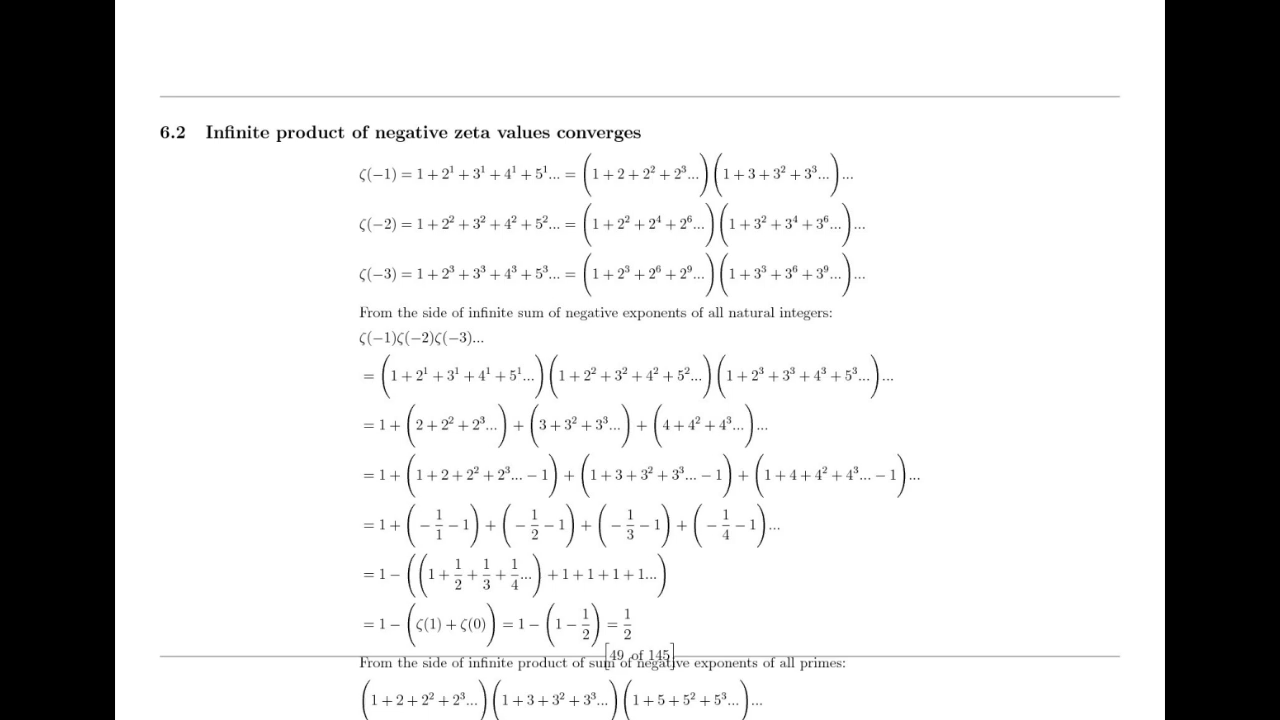 6.2 Infinite product of negative zeta values converges
ζ(−1) = 1 + 2¹ + 3¹ + 4¹ + 5¹... = (1 + 2 + 2² + 2³...)(1 + 3 + 3² + 3³...)...
ζ(−2) = 1 + 2² + 3² + 4² + 5²... = (1 + 2² + 2⁴ + 2⁶...)(1 + 3² + 3⁴ + 3⁶...)...
ζ(−3) = 1 + 2³ + 3³ + 4³ + 5³... = (1 + 2³ + 2⁶ + 2⁹...)(1 + 3³ + 3⁶ + 3⁹...)...
From the side of infinite sum of negative exponents of all natural integers:
ζ(−1)ζ(−2)ζ(−3)...
= (1 + 2¹ + 3¹ + 4¹ + 5¹...)(1 + 2² + 3² + 4² + 5²...)(1 + 2³ + 3³ + 4³ + 5³...)...
= 1 + (2 + 2² + 2³...) + (3 + 3² + 3³...) + (4 + 4² + 4³...)...
= 1 + (1 + 2 + 2² + 2³... − 1) + (1 + 3 + 3² + 3³... − 1) + (1 + 4 + 4² + 4³... − 1)...
= 1 + (−1/1 − 1) + (−1/2 − 1) + (−1/3 − 1) + (−1/4 − 1)...
= 1 − ((1 + 1/2 + 1/3 + 1/4...) + 1 + 1 + 1 + 1...)
= 1 − (ζ(1) + ζ(0)) = 1 − (1 − 1/2) = 1/2
[49 of 145]
From the side of infinite product of sum of negative exponents of all primes:
(1 + 2 + 2² + 2³...)(1 + 3 + 3² + 3³...)(1 + 5 + 5² + 5³...)...